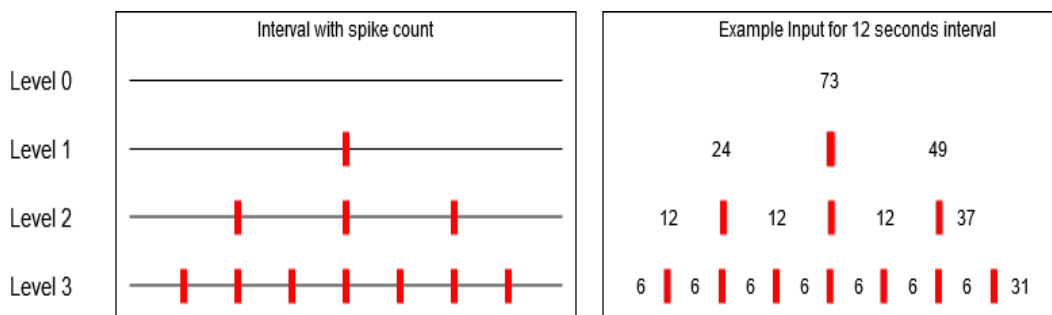 Interval with spike count
Example Input for 12 seconds interval
Level 0
73
Level 1
24 49
Level 2
12 12 12 37
Level 3
6 6 6 6 6 6 6 31